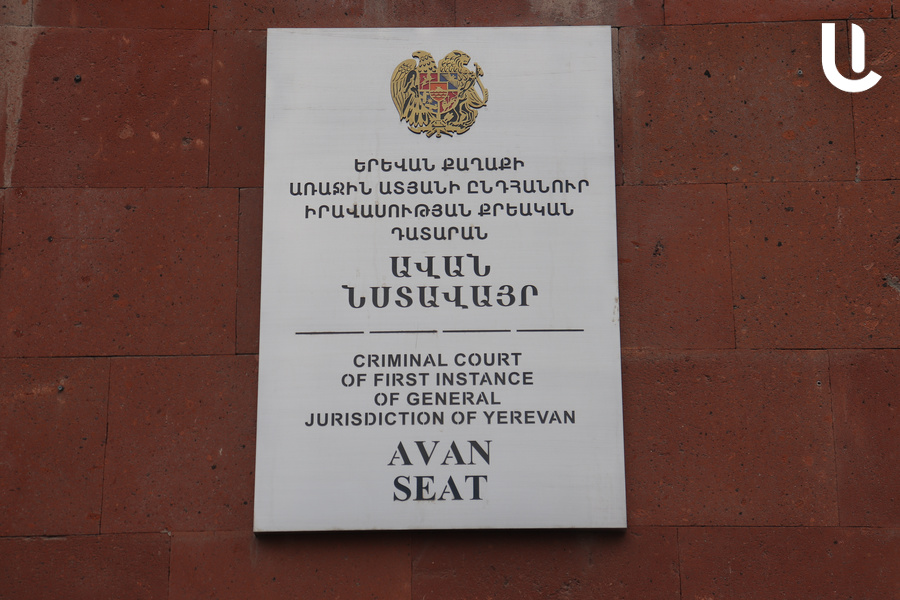 ԵՐԵՎԱՆ ՔԱՂԱՔԻ
ԱՌԱՋԻՆ ԱՏՅԱՆԻ ԸՆԴՀԱՆՈՒՐ
ԻՐԱՎԱՍՈՒԹՅԱՆ ՔՐԵԱԿԱՆ
ԴԱՏԱՐԱՆ
ԱՎԱՆ
ՆՍՏԱՎԱՅՐ
CRIMINAL COURT
OF FIRST INSTANCE
OF GENERAL
JURISDICTION OF YEREVAN
AVAN
SEAT